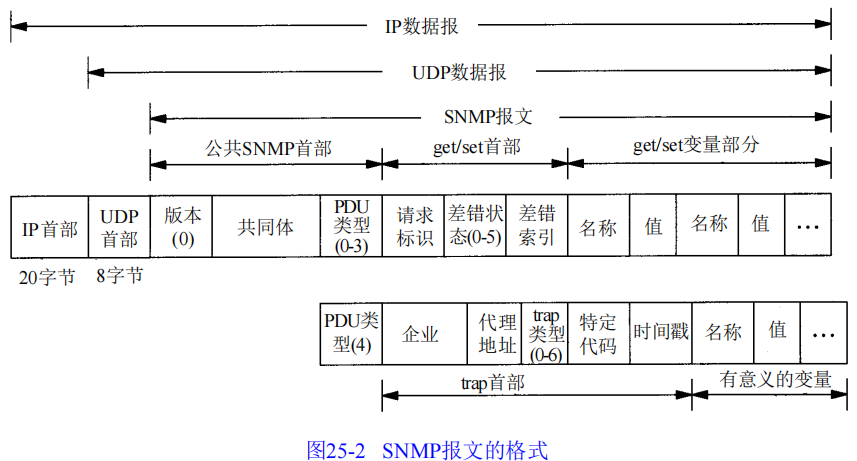 IP数据报
UDP数据报
SNMP报文
公共SNMP首部 get/set首部 get/set变量部分
IP首部 UDP首部 版本(0) 共同体 PDU类型(0-3) 请求标识 差错状态(0-5) 差错索引 名称 值 名称 值 …
20字节 8字节
PDU类型(4) 企业 代理地址 trap类型(0-6) 特定代码 时间戳 名称 值 …
trap首部 有意义的变量
图25-2 SNMP报文的格式